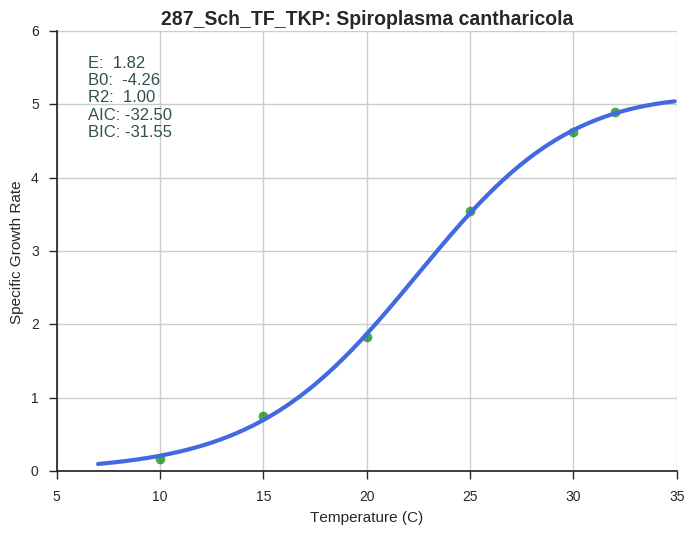 287_Sch_TF_TKP: Spiroplasma cantharicola
6
E:  1.82
B0:  -4.26
R2:  1.00
AIC: -32.50
BIC: -31.55
5
4
3
2
1
0
Specific Growth Rate
5 10 15 20 25 30 35
Temperature (C)